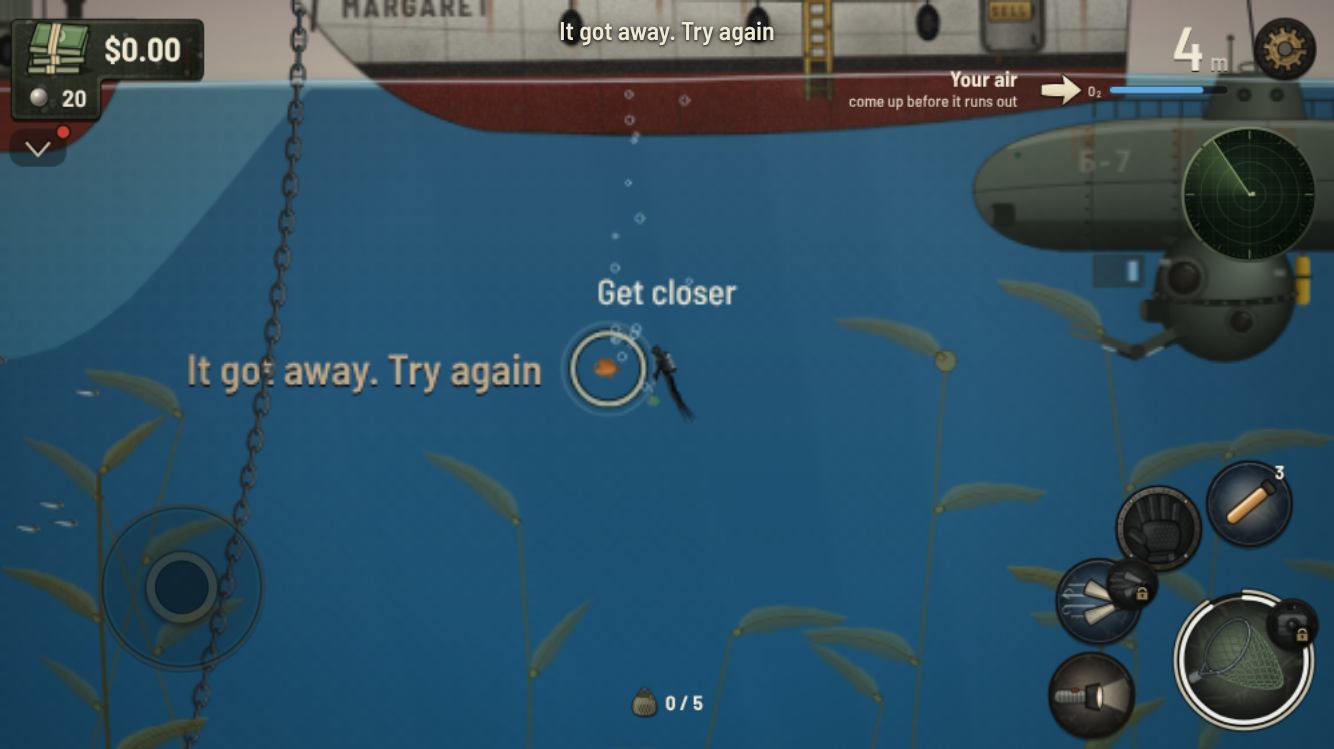 MARGARET
SELL
It got away. Try again
$0.00
20
4 m
Your air
come up before it runs out
O₂
Б-7
Get closer
It got away. Try again
3
0 / 5